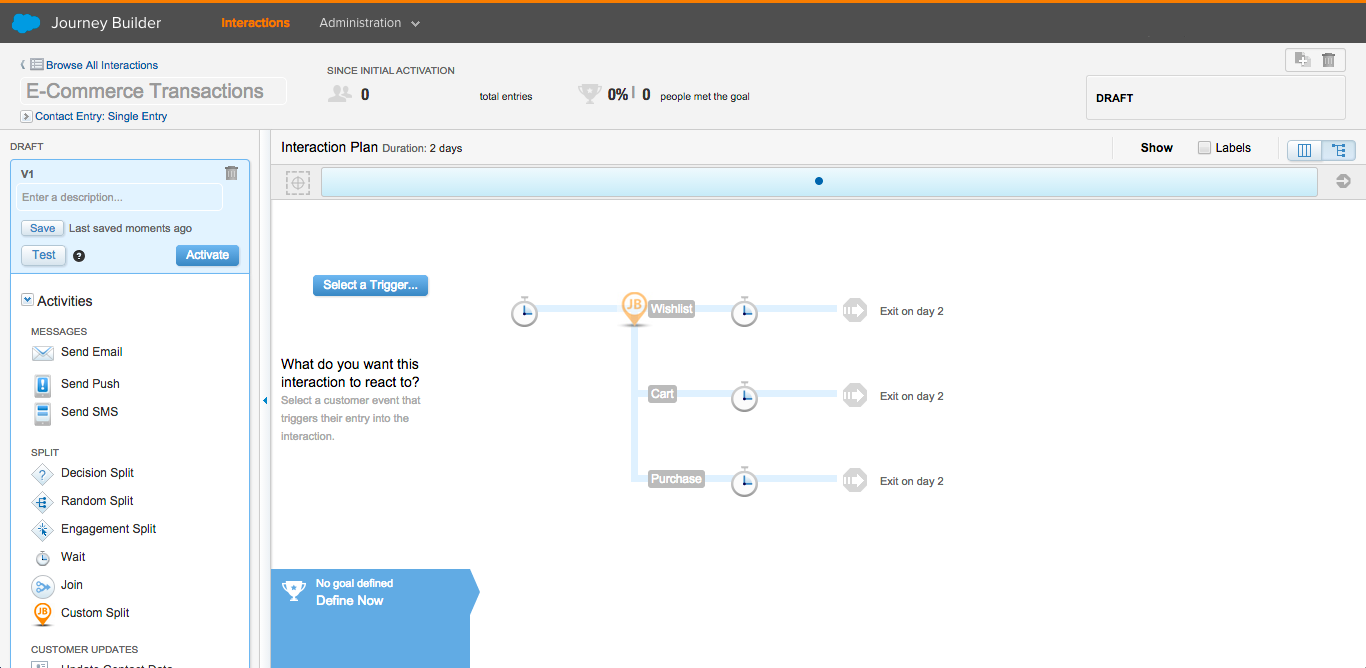 Journey Builder
Interactions
Administration
Browse All Interactions
E-Commerce Transactions
Contact Entry: Single Entry
SINCE INITIAL ACTIVATION
0
total entries
0% 0 people met the goal
DRAFT
DRAFT
V1
Enter a description...
Save Last saved moments ago
Test ?
Activate
Activities
MESSAGES
Send Email
Send Push
Send SMS
SPLIT
Decision Split
Random Split
Engagement Split
Wait
Join
JB Custom Split
CUSTOMER UPDATES
Update Contact Data
Interaction Plan Duration: 2 days
Show
Labels
Select a Trigger...
What do you want this
interaction to react to?
Select a customer event that
triggers their entry into the
interaction.
JB Wishlist
Exit on day 2
Cart
Exit on day 2
Purchase
Exit on day 2
No goal defined
Define Now